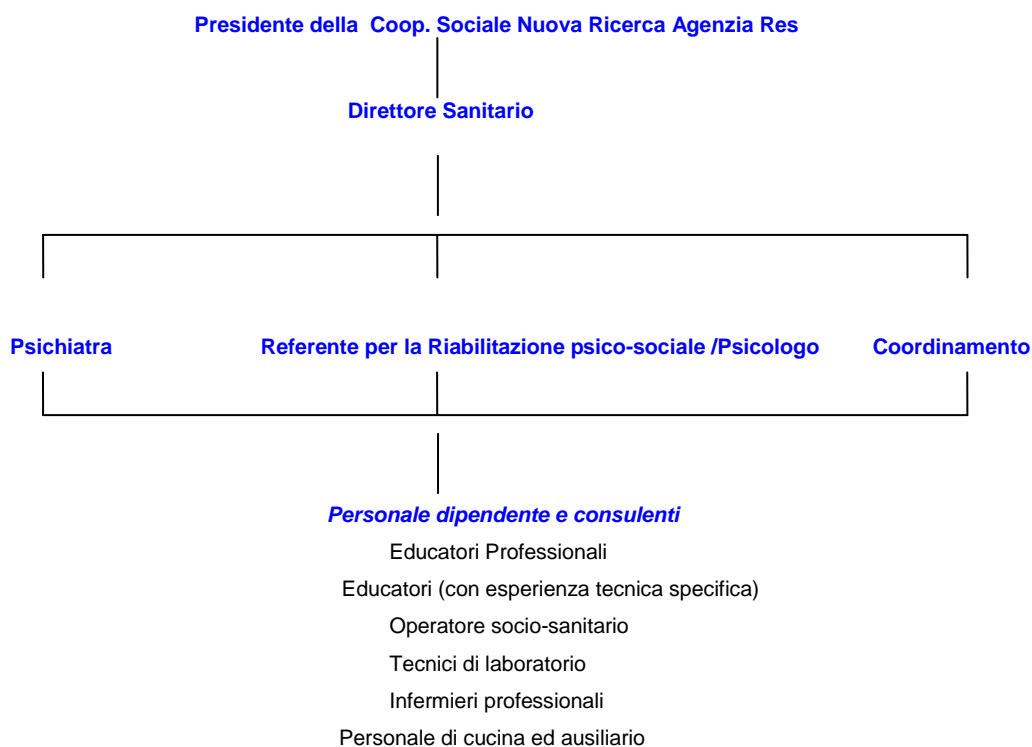 Presidente della Coop. Sociale Nuova Ricerca Agenzia Res
Direttore Sanitario
Psichiatra
Referente per la Riabilitazione psico-sociale /Psicologo
Coordinamento
Personale dipendente e consulenti
Educatori Professionali
Educatori (con esperienza tecnica specifica)
Operatore socio-sanitario
Tecnici di laboratorio
Infermieri professionali
Personale di cucina ed ausiliario